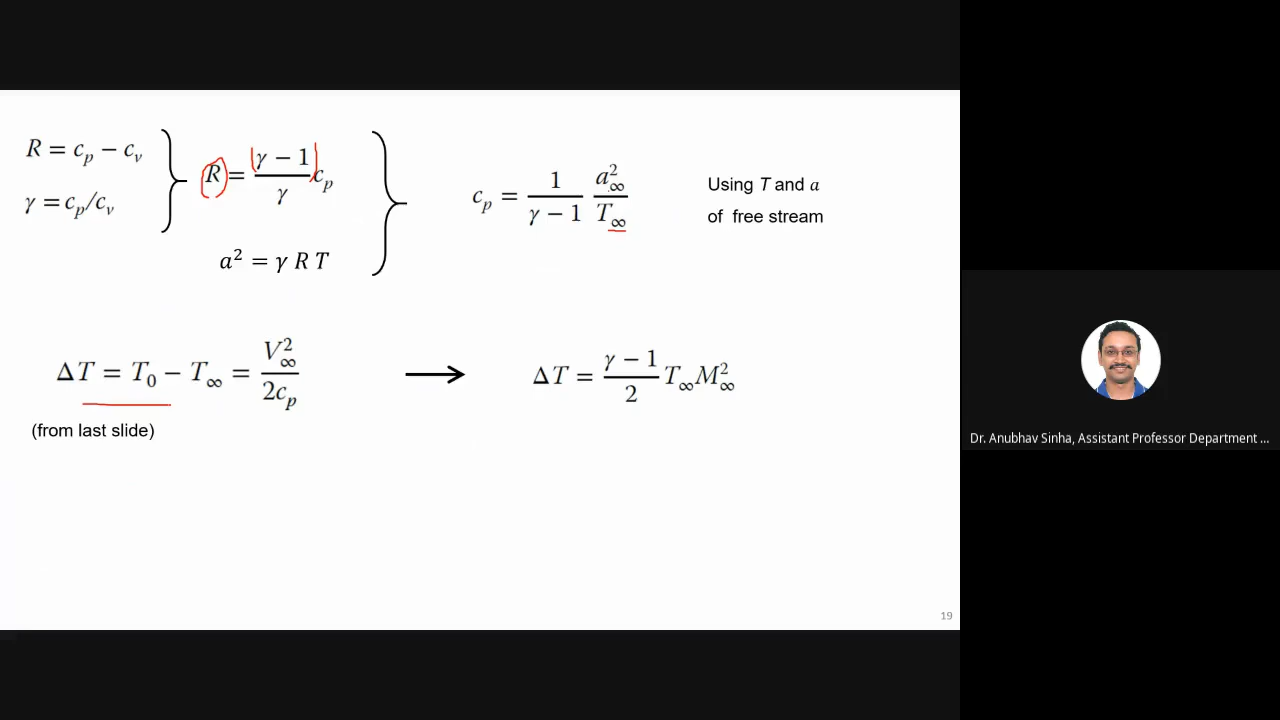 R = c_p − c_v
γ = c_p/c_v
R = (γ − 1)/γ c_p
a² = γ R T
c_p = 1/(γ − 1) a²_∞/T_∞
Using T and a
of free stream
ΔT = T₀ − T_∞ = V²_∞/2c_p
(from last slide)
ΔT = (γ − 1)/2 T_∞M²_∞
19
Dr. Anubhav Sinha, Assistant Professor Department ...